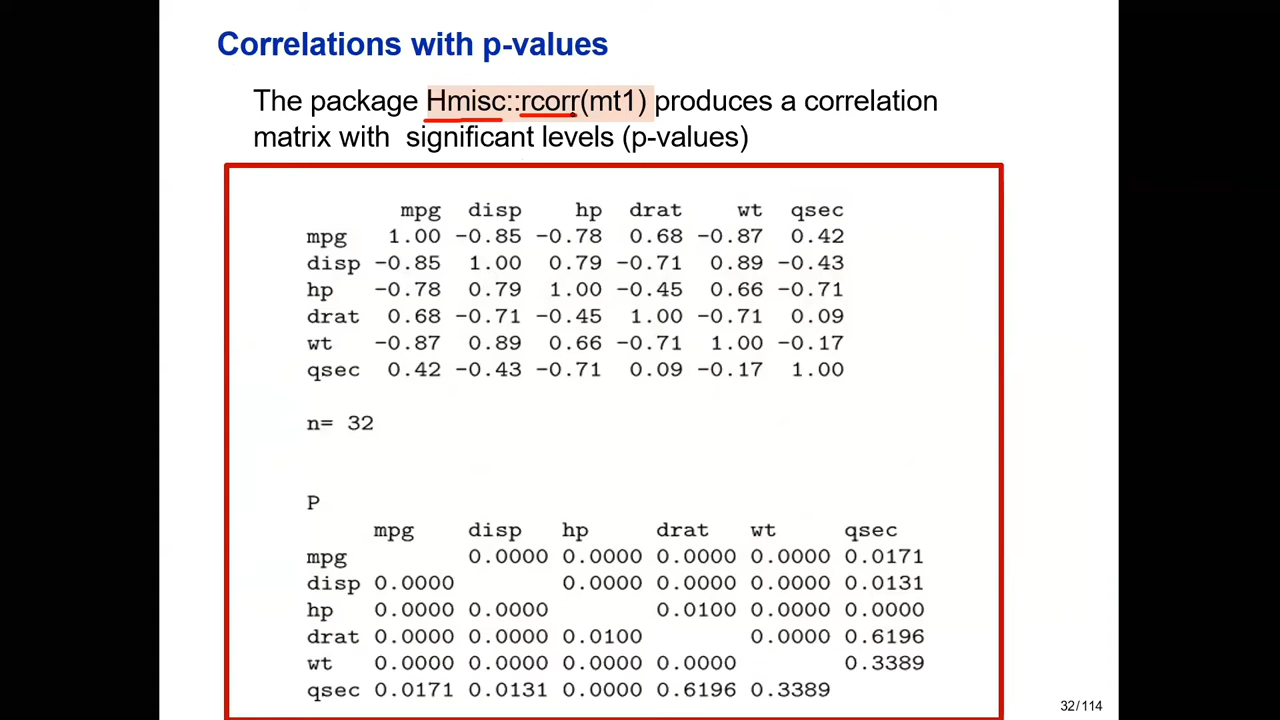 Correlations with p-values
The package Hmisc::rcorr(mt1) produces a correlation
matrix with significant levels (p-values)
mpg disp hp drat wt qsec
mpg 1.00 -0.85 -0.78 0.68 -0.87 0.42
disp -0.85 1.00 0.79 -0.71 0.89 -0.43
hp -0.78 0.79 1.00 -0.45 0.66 -0.71
drat 0.68 -0.71 -0.45 1.00 -0.71 0.09
wt -0.87 0.89 0.66 -0.71 1.00 -0.17
qsec 0.42 -0.43 -0.71 0.09 -0.17 1.00
n= 32
P
mpg disp hp drat wt qsec
mpg 0.0000 0.0000 0.0000 0.0000 0.0171
disp 0.0000 0.0000 0.0000 0.0000 0.0131
hp 0.0000 0.0000 0.0100 0.0000 0.0000
drat 0.0000 0.0000 0.0100 0.0000 0.6196
wt 0.0000 0.0000 0.0000 0.0000 0.3389
qsec 0.0171 0.0131 0.0000 0.6196 0.3389
32/114